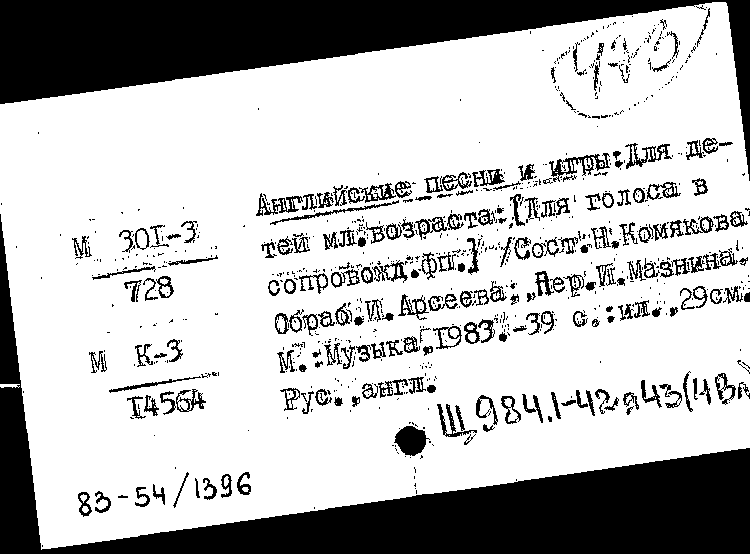 473
Английские песни и игры:Для де-
тей мл.возраста:[Для голоса в
сопровожд.фп.] /Сост.Н.Комякова;
Обраб.И.Арсеева;,Пер.И.Мазнина.-
М.:Музыка,1983.-39 с.:ил.,29см.
Рус.,англ.
М 301-3
728
М К-3
14564
Щ984.1-42я43(4Вл)
83-54/1396